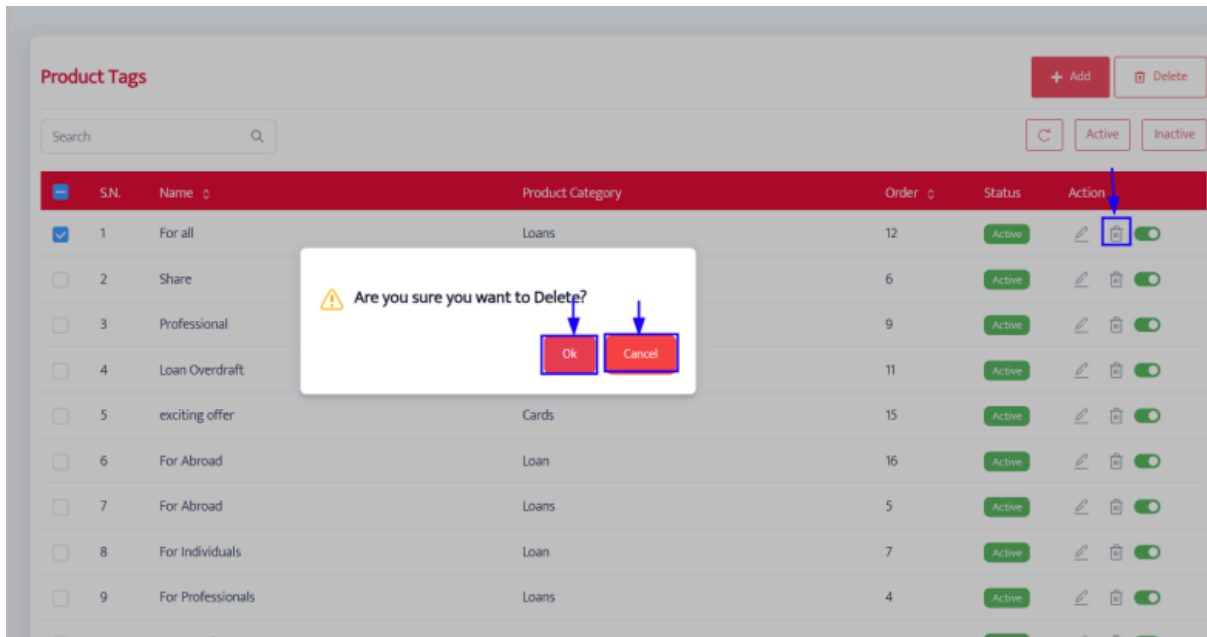 Product Tags
+ Add
Delete
Search
Active
Inactive
S.N. Name Product Category Order Status Action
1 For all Loans 12 Active
2 Share 6 Active
Are you sure you want to Delete?
3 Professional 9 Active
Ok Cancel
4 Loan Overdraft 11 Active
5 exciting offer Cards 15 Active
6 For Abroad Loan 16 Active
7 For Abroad Loans 5 Active
8 For Individuals Loan 7 Active
9 For Professionals Loans 4 Active